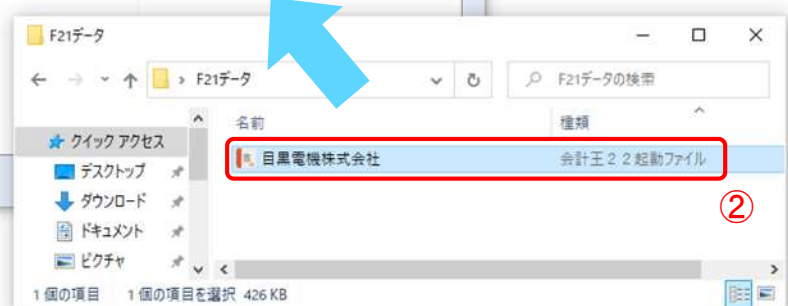 F21データ
F21データ F21データの検索
名前 種類
クイック アクセス
目黒電機株式会社 会計王22起動ファイル
デスクトップ
ダウンロード
②
ドキュメント
ピクチャ
1 個の項目 1 個の項目を選択 426 KB